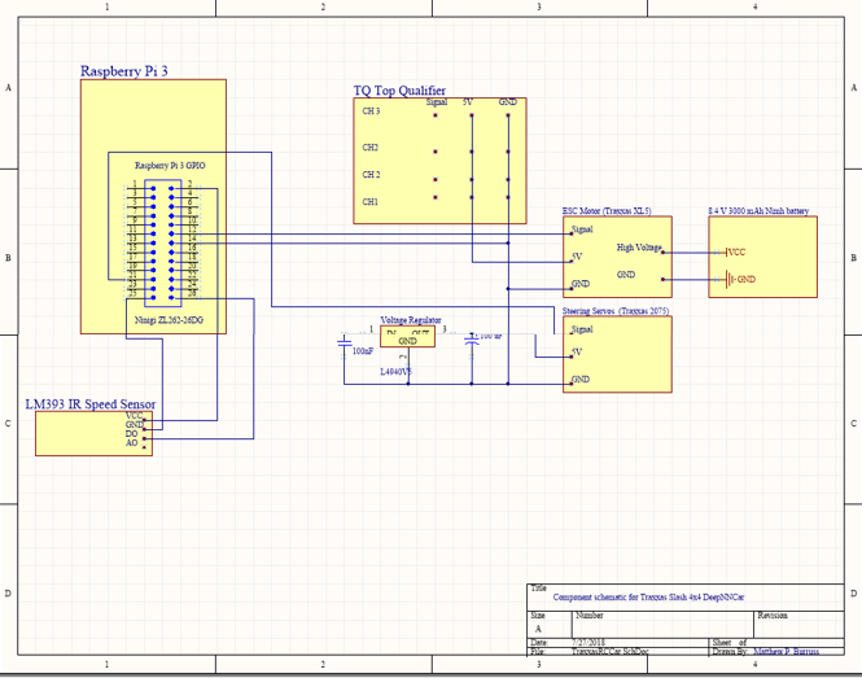 1 2 3 4
A A
B B
C C
D D
Raspberry Pi 3
Raspberry Pi 3 GPIO
1 2
3 4
5 6
7 8
9 10
11 12
13 14
15 16
17 18
19 20
21 22
23 24
25 26
Ninigi ZL262-26DG
TQ Top Qualifier
Signal 5V GND
CH 3
CH2
CH 2
CH1
ESC Motor (Traxxas XL5)
Signal
High Voltage
5V
GND
GND
8.4 V 3000 mAh Nimh battery
VCC
GND
Voltage Regulator
1 IN OUT 3
GND
2
100nF
100 nF
L4940V5
Steering Servos (Traxxas 2075)
Signal
5V
GND
LM393 IR Speed Sensor
VCC
GND
DO
AO
Title
Component schematic for Traxxas Slash 4x4 DeepNNCar
Size Number Revision
A
Date: 7/27/2018 Sheet of
File: TraxxasRCCar.SchDoc Drawn By: Matthew P. Burruss
1 2 3 4